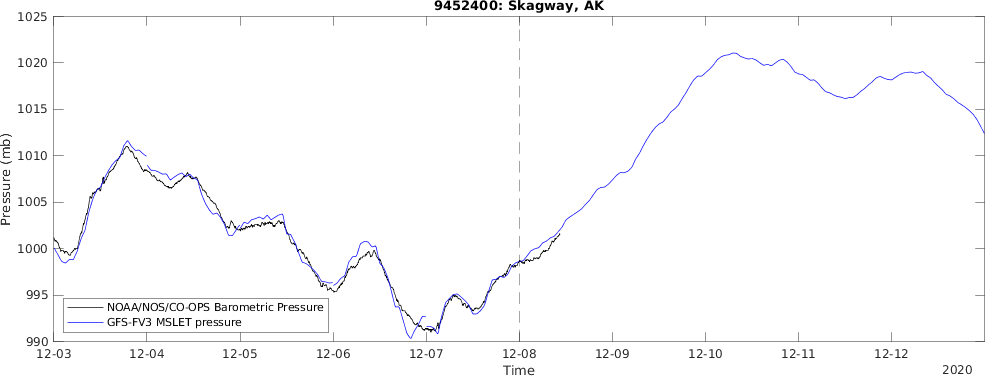 9452400: Skagway, AK
1025
1020
1015
1010
1005
1000
995
990
Pressure (mb)
NOAA/NOS/CO-OPS Barometric Pressure
GFS-FV3 MSLET pressure
12-03 12-04 12-05 12-06 12-07 12-08 12-09 12-10 12-11 12-12
Time
2020